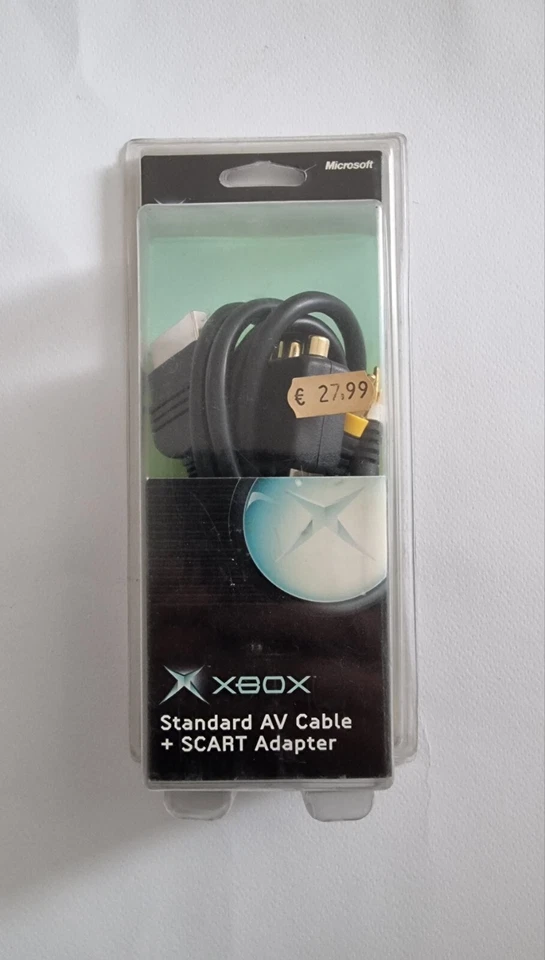 Microsoft
€ 27,99
XBOX
Standard AV Cable
+ SCART Adapter